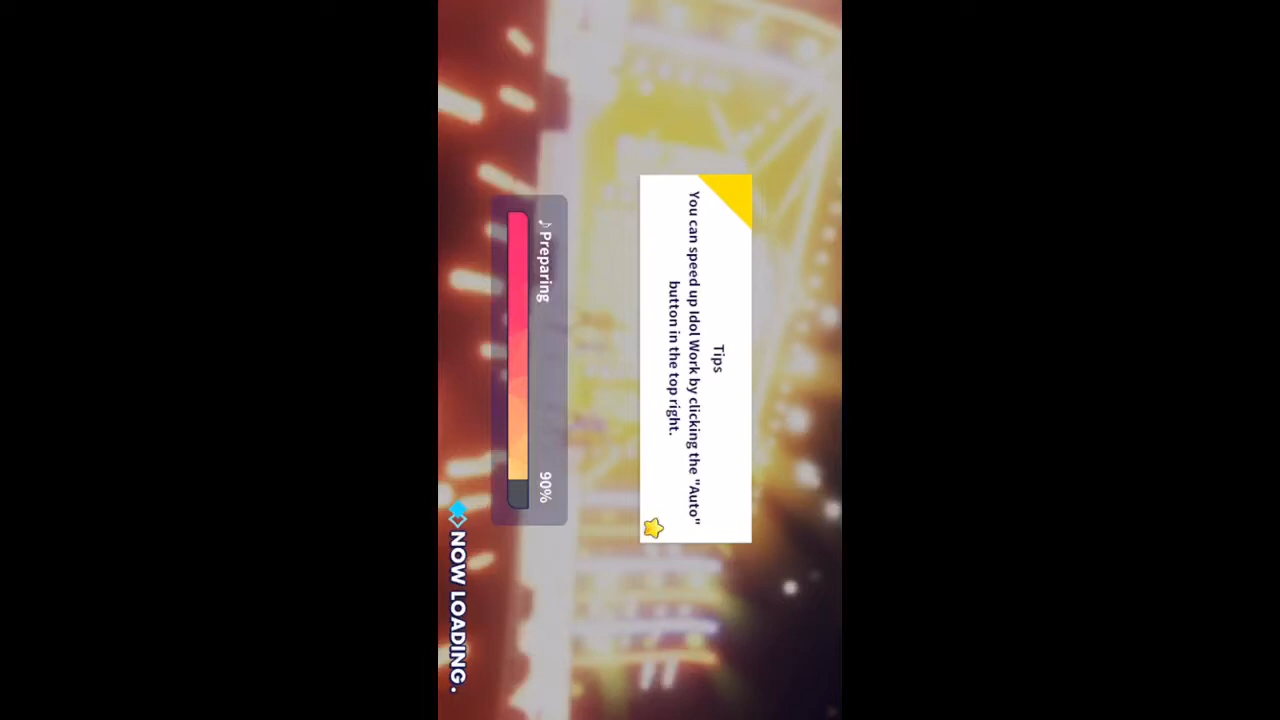 Tips
You can speed up Idol Work by clicking the "Auto"
button in the top right.
♪ Preparing
90%
NOW LOADING.